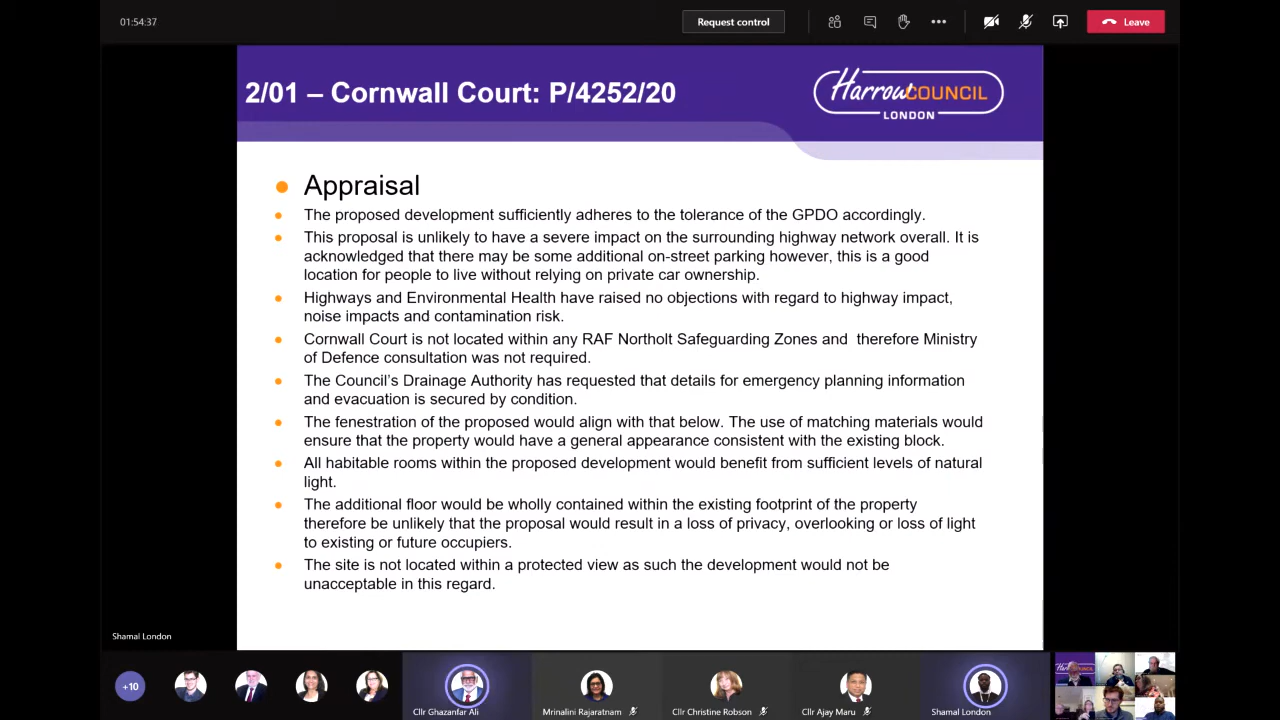 01:54:37
Request control
Leave
2/01 – Cornwall Court: P/4252/20
Harrow COUNCIL
LONDON
Appraisal
The proposed development sufficiently adheres to the tolerance of the GPDO accordingly.
This proposal is unlikely to have a severe impact on the surrounding highway network overall. It is
acknowledged that there may be some additional on-street parking however, this is a good
location for people to live without relying on private car ownership.
Highways and Environmental Health have raised no objections with regard to highway impact,
noise impacts and contamination risk.
Cornwall Court is not located within any RAF Northolt Safeguarding Zones and  therefore Ministry
of Defence consultation was not required.
The Council's Drainage Authority has requested that details for emergency planning information
and evacuation is secured by condition.
The fenestration of the proposed would align with that below. The use of matching materials would
ensure that the property would have a general appearance consistent with the existing block.
All habitable rooms within the proposed development would benefit from sufficient levels of natural
light.
The additional floor would be wholly contained within the existing footprint of the property
therefore be unlikely that the proposal would result in a loss of privacy, overlooking or loss of light
to existing or future occupiers.
The site is not located within a protected view as such the development would not be
unacceptable in this regard.
Shamal London
+10
Cllr Ghazanfar Ali
Mrinalini Rajaratnam
Cllr Christine Robson
Cllr Ajay Maru
Shamal London